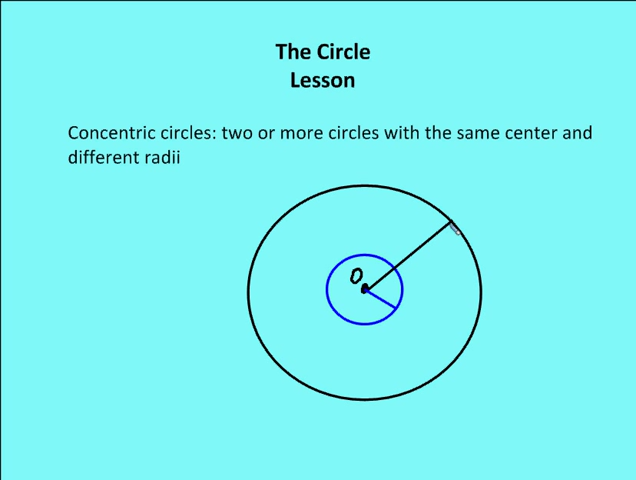 The Circle
Lesson
Concentric circles: two or more circles with the same center and
different radii
O